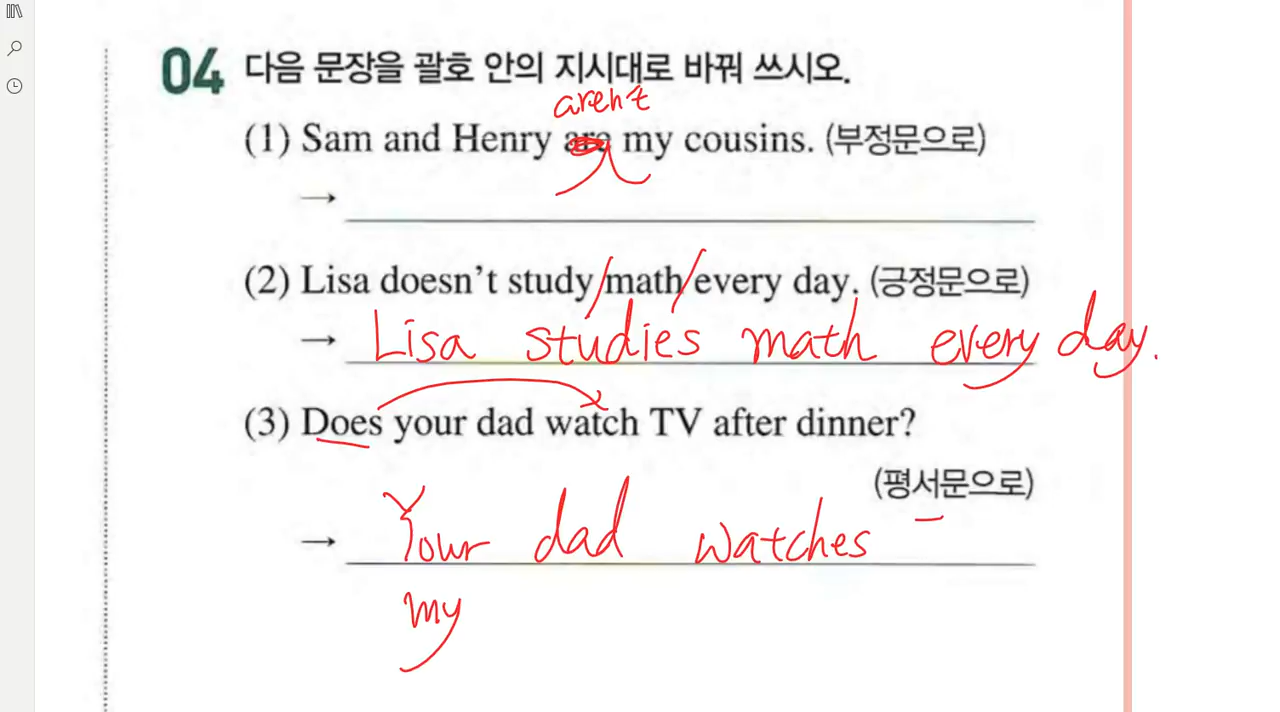 04 다음 문장을 괄호 안의 지시대로 바꿔 쓰시오.
aren't
(1) Sam and Henry are my cousins. (부정문으로)
→
(2) Lisa doesn't study/math/every day. (긍정문으로)
→ Lisa studies math every day.
(3) Does your dad watch TV after dinner?
(평서문으로)
→ Your dad watches
my